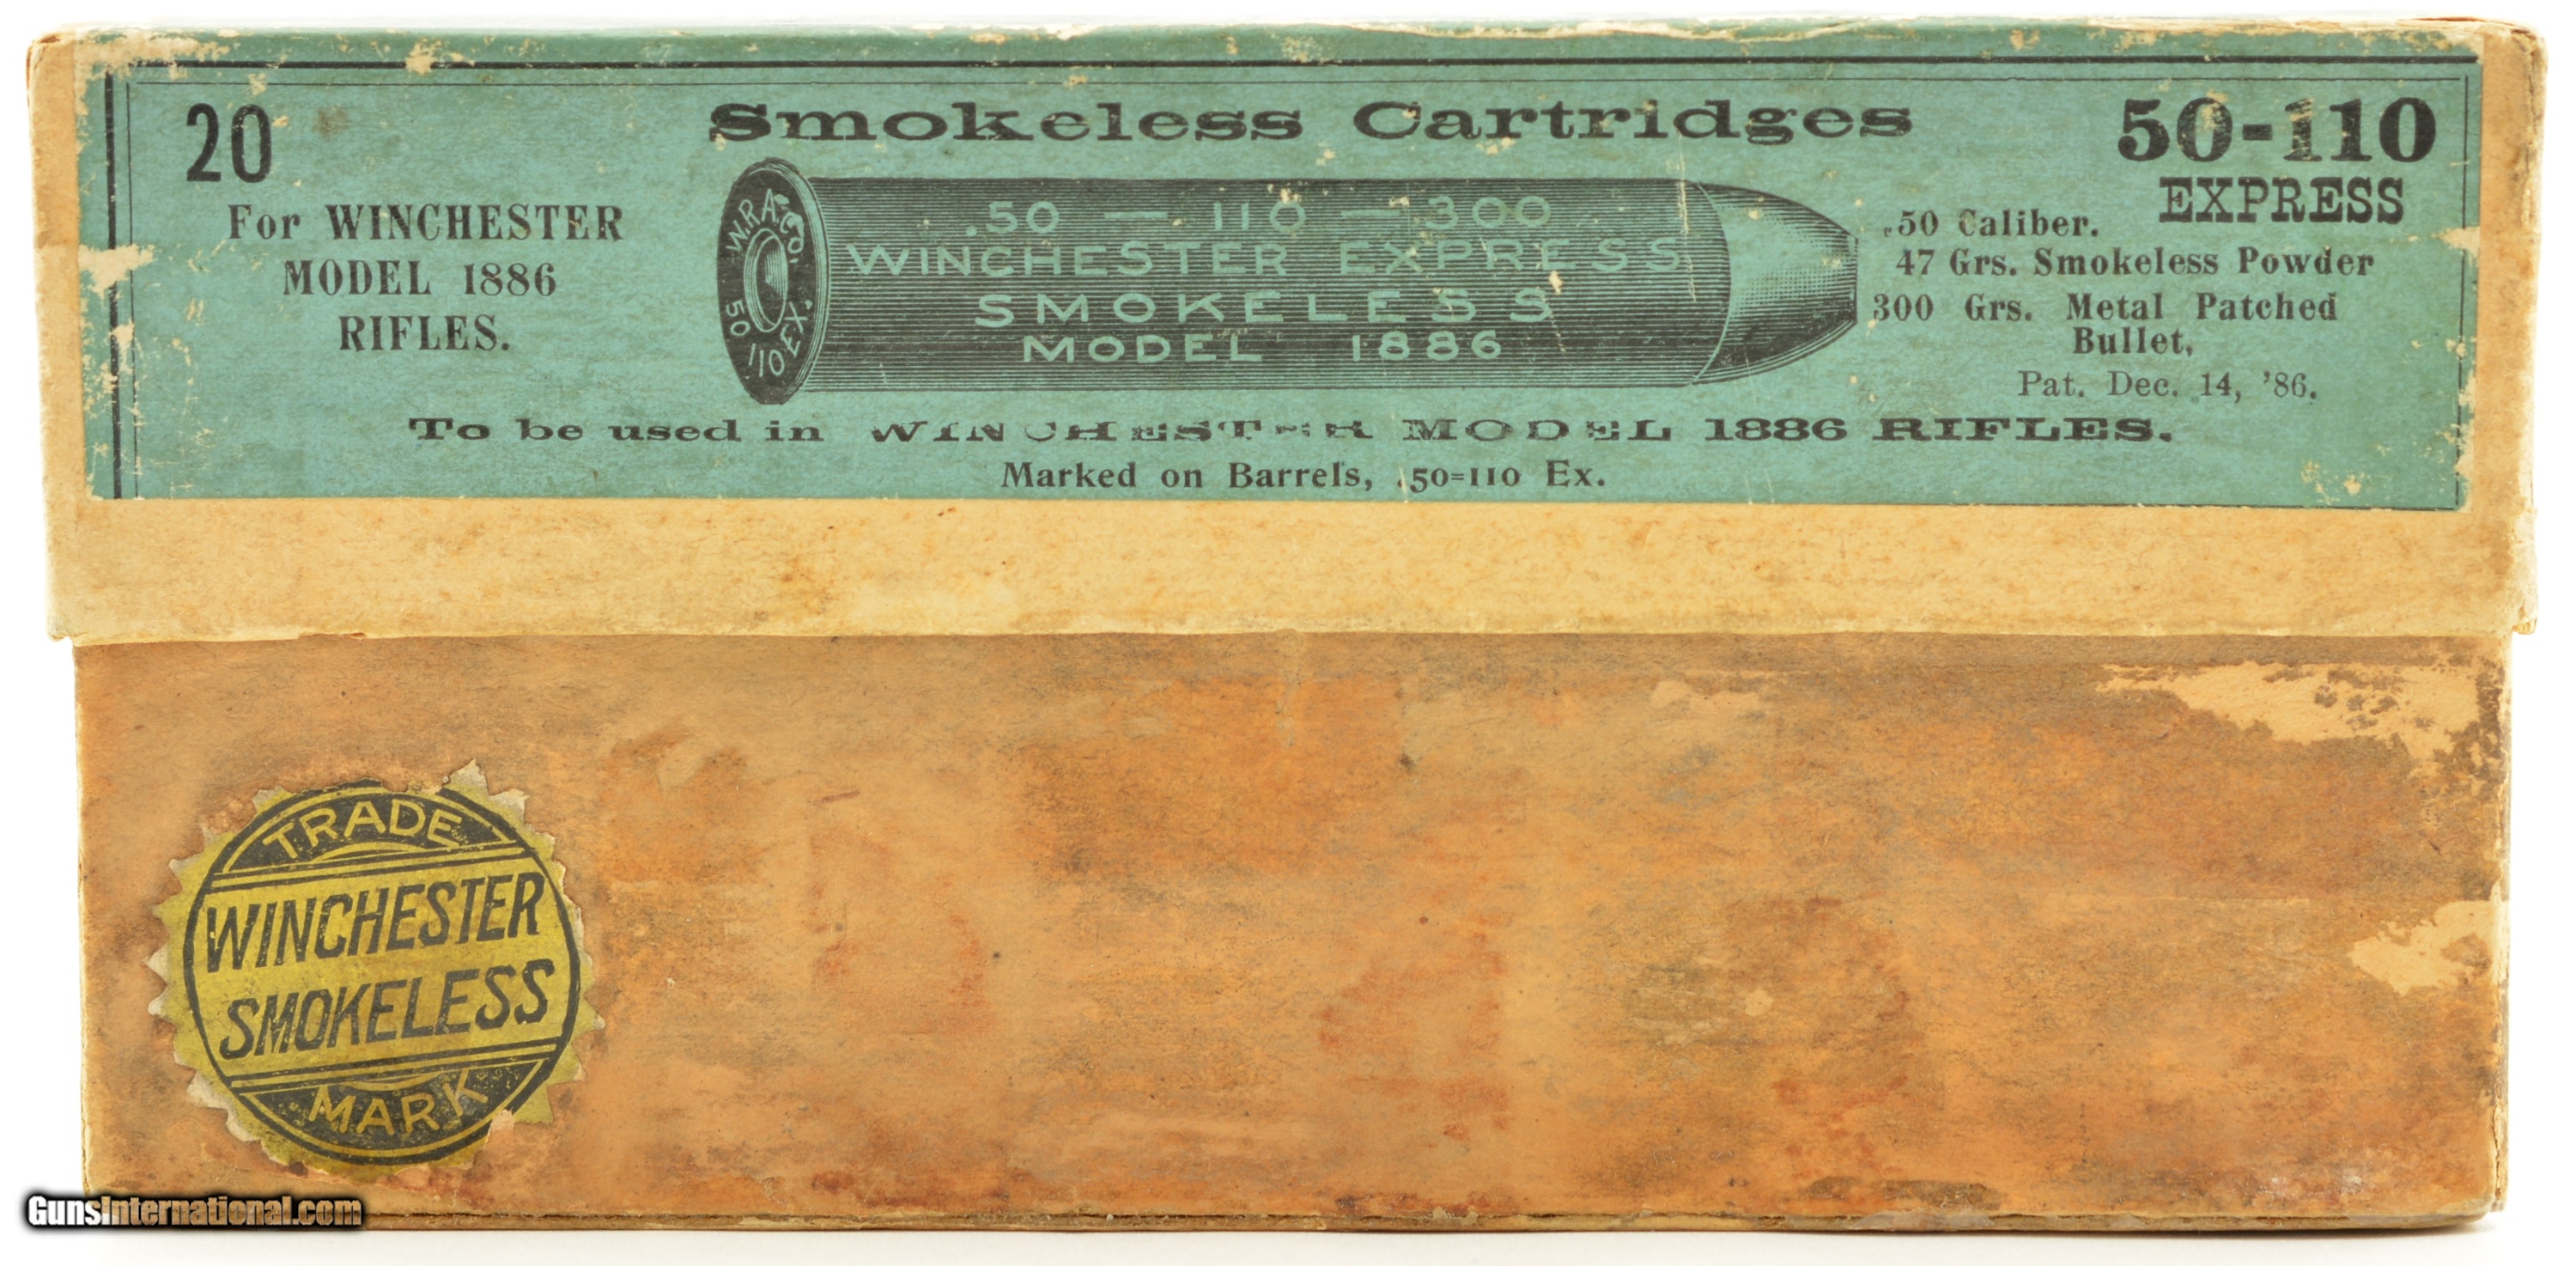 20
For WINCHESTER
MODEL 1886
RIFLES.
Smokeless Cartridges
W.R.A. Co.
50 110 EX.
.50 — 110 — 300
WINCHESTER EXPRESS
SMOKELESS
MODEL 1886
50-110
EXPRESS
.50 Caliber.
47 Grs. Smokeless Powder
300 Grs. Metal Patched
Bullet,
Pat. Dec. 14, '86.
To be used in WINCHESTER MODEL 1886 RIFLES.
Marked on Barrels, .50=110 Ex.
TRADE
WINCHESTER
SMOKELESS
MARK
GunsInternational.com